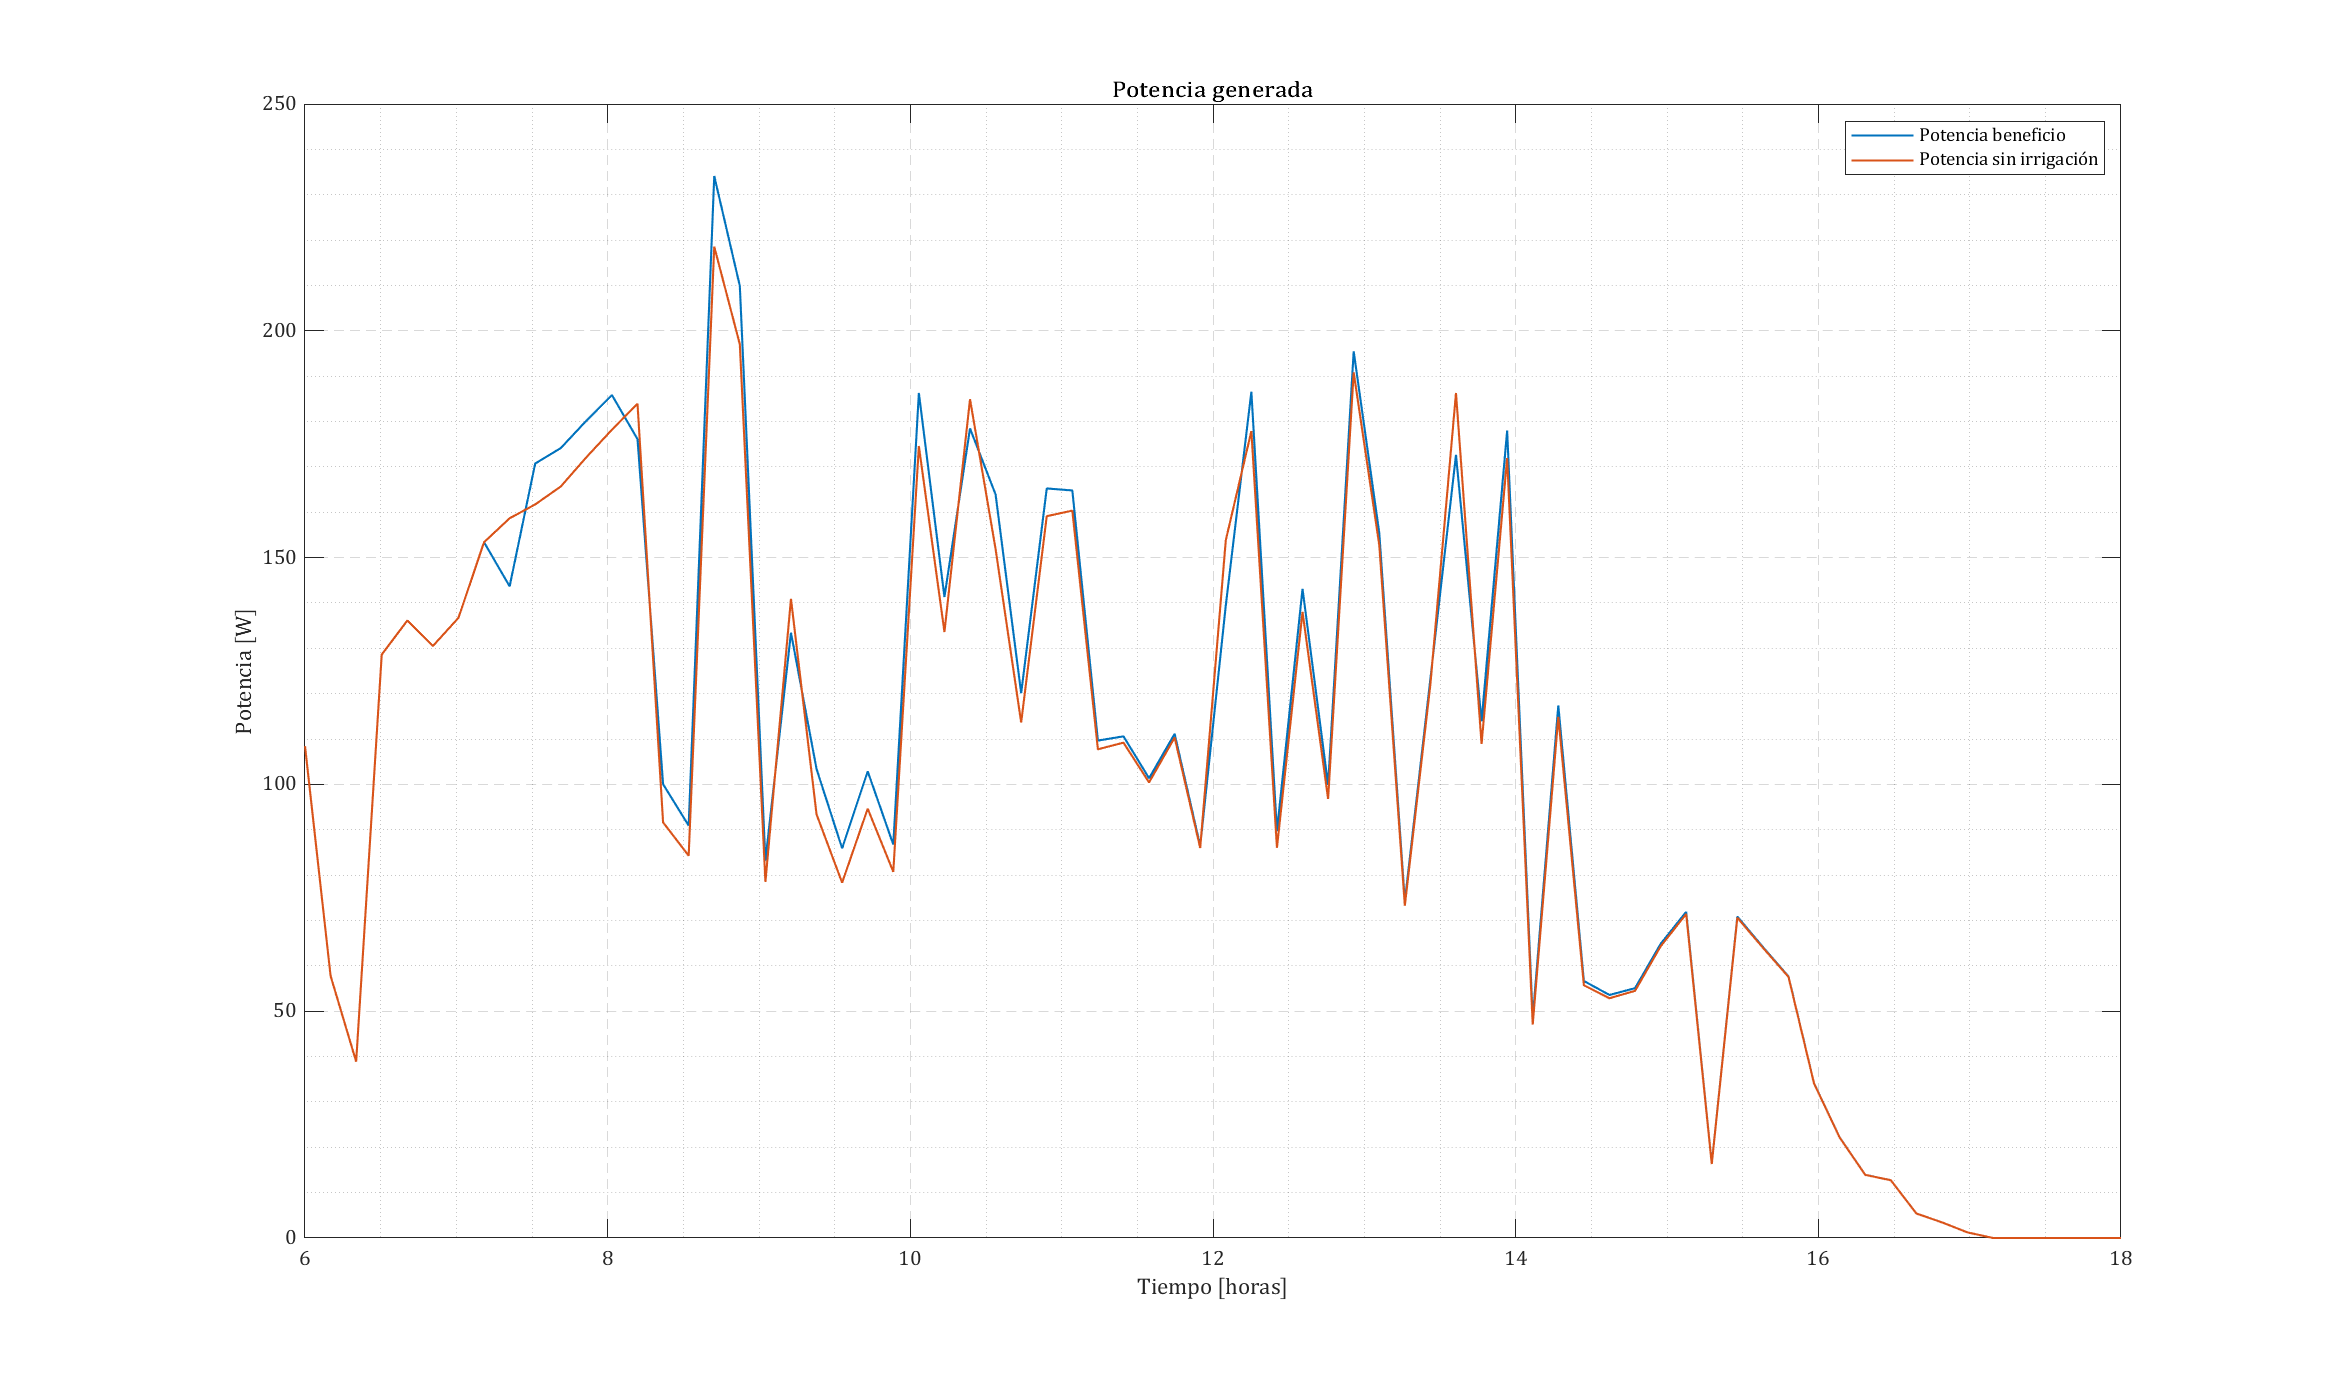 Potencia generada
250
200
150
100
50
0
Potencia [W]
Potencia beneficio
Potencia sin irrigación
6 8 10 12 14 16 18
Tiempo [horas]